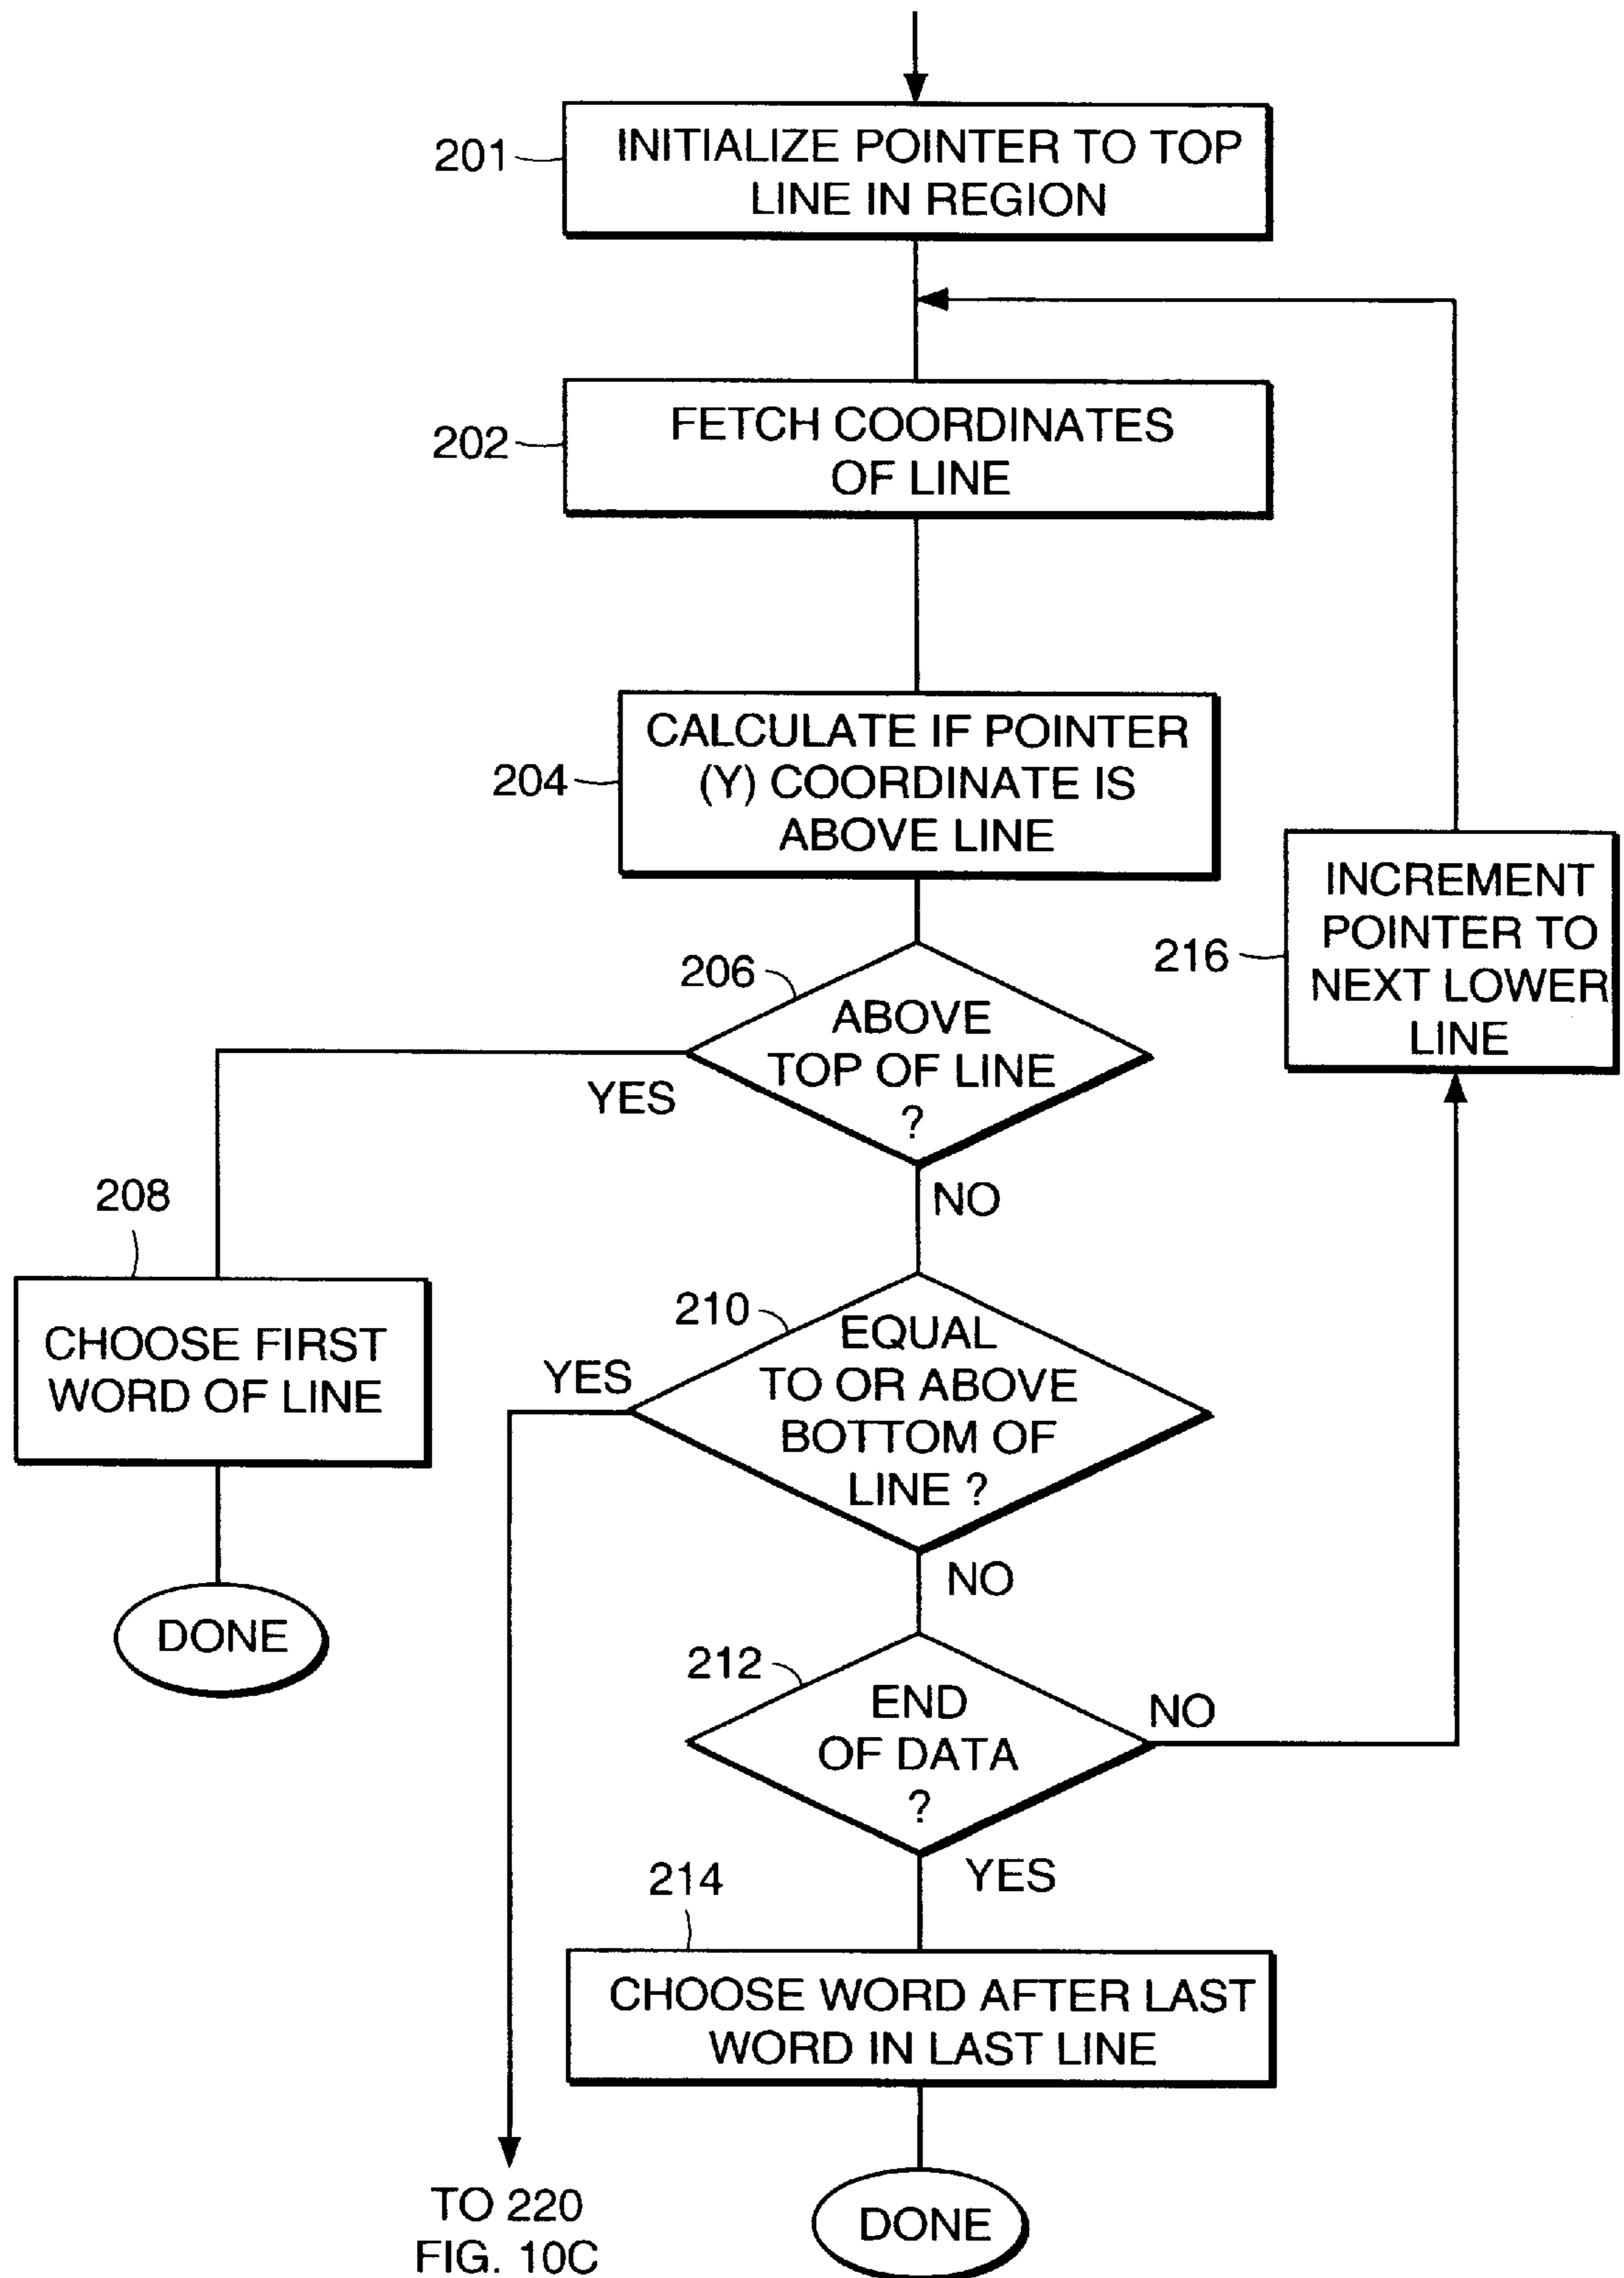 201
INITIALIZE POINTER TO TOP
LINE IN REGION
202
FETCH COORDINATES
OF LINE
204
CALCULATE IF POINTER
(Y) COORDINATE IS
ABOVE LINE
216
INCREMENT
POINTER TO
NEXT LOWER
LINE
206
ABOVE
TOP OF LINE
?
YES
NO
208
CHOOSE FIRST
WORD OF LINE
DONE
210
EQUAL
TO OR ABOVE
BOTTOM OF
LINE ?
YES
NO
212
END
OF DATA
?
NO
YES
214
CHOOSE WORD AFTER LAST
WORD IN LAST LINE
TO 220
FIG. 10C
DONE